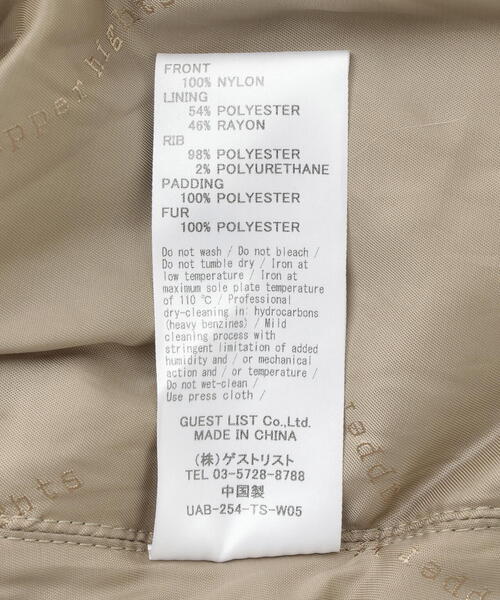 upper hights
FRONT
100% NYLON
LINING
54% POLYESTER
46% RAYON
RIB
98% POLYESTER
2% POLYURETHANE
PADDING
100% POLYESTER
FUR
100% POLYESTER
Do not wash / Do not bleach /
Do not tumble dry / Iron at
low temperature / Iron at
maximum sole plate temperature
of 110 ℃ / Professional
dry-cleaning in: hydrocarbons
(heavy benzines) / Mild
cleaning process with
stringent limitation of added
humidity and / or mechanical
action and / or temperature /
Do not wet-clean /
Use press cloth /
GUEST LIST Co.,Ltd.
MADE IN CHINA
(株)ゲストリスト
TEL 03-5728-8788
中国製
UAB-254-TS-W05